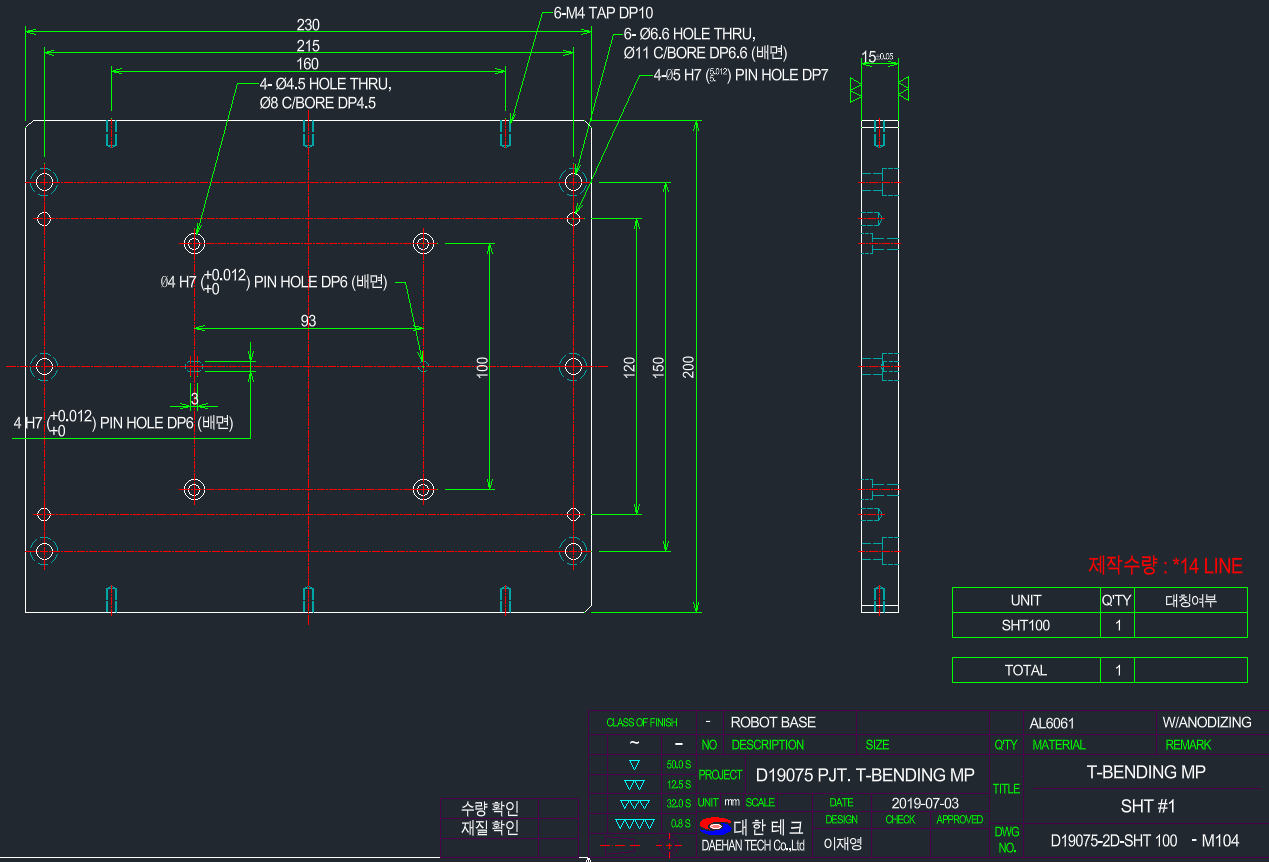 6-M4 TAP DP10
230
6- Ø6.6 HOLE THRU,
215
Ø11 C/BORE DP6.6 (배면)
160
4-Ø5 H7 (     ) PIN HOLE DP7
15±0.05
4- Ø4.5 HOLE THRU,
Ø8 C/BORE DP4.5
Ø4 H7 (+0.012 +0) PIN HOLE DP6 (배면)
93
100
120
150
200
3
4 H7 (+0.012 +0) PIN HOLE DP6 (배면)
제작수량 : *14 LINE
UNIT Q'TY 대칭여부
SHT100 1
TOTAL 1
CLASS OF FINISH - ROBOT BASE AL6061 W/ANODIZING
~ - NO DESCRIPTION SIZE Q'TY MATERIAL REMARK
50.0 S
12.5 S
32.0 S
0.8 S
PROJECT D19075 PJT. T-BENDING MP
TITLE T-BENDING MP
SHT #1
UNIT mm SCALE DATE 2019-07-03
DESIGN CHECK APPROVED
대한테크
DAEHAN TECH Co.,Ltd
이재영
DWG NO. D19075-2D-SHT 100 - M104
수량 확인
재질 확인